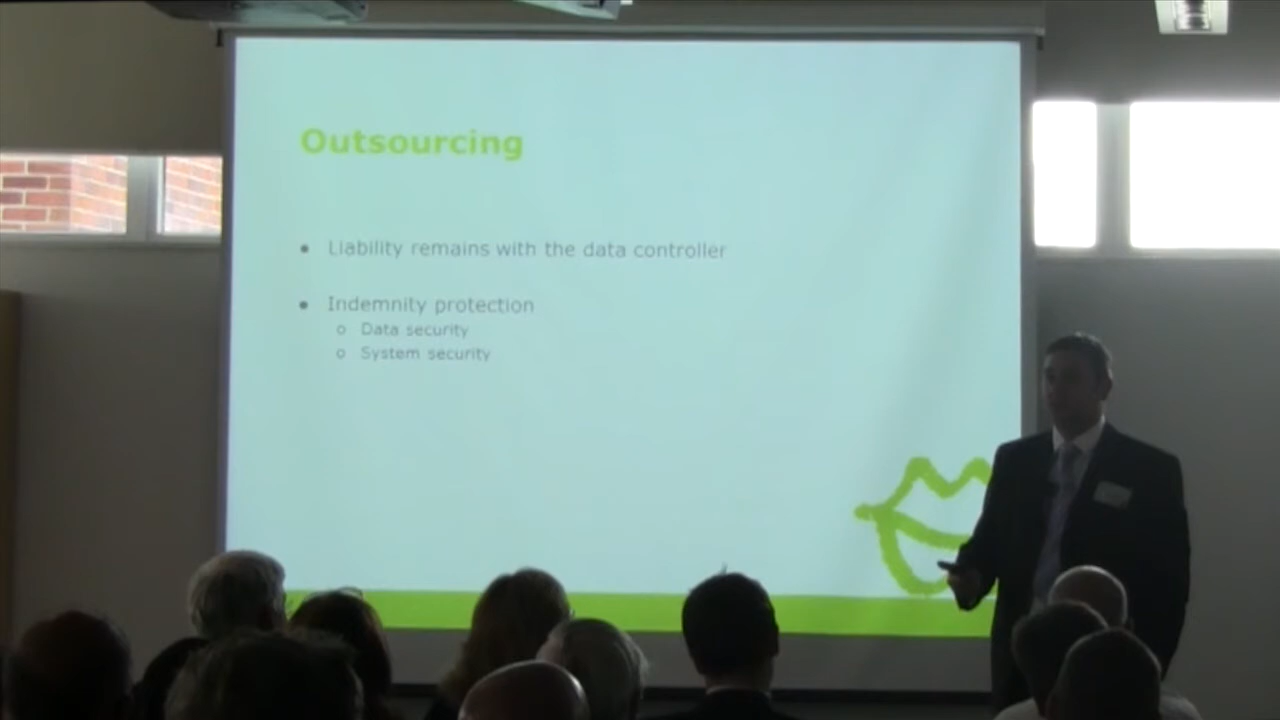 Outsourcing
• Liability remains with the data controller
• Indemnity protection
o Data security
o System security